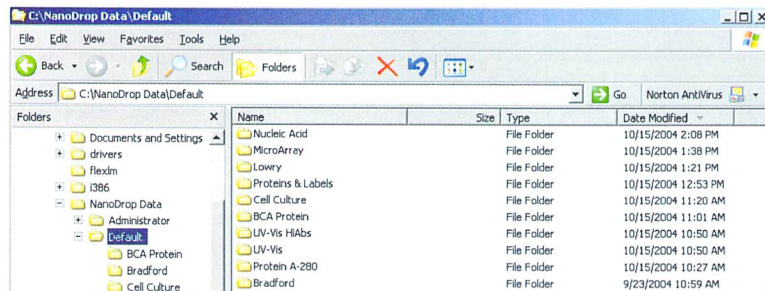 C:\NanoDrop Data\Default
File Edit View Favorites Tools Help
Back Search Folders
Address C:\NanoDrop Data\Default Go Norton AntiVirus
Folders x Name Size Type Date Modified
Documents and Settings Nucleic Acid File Folder 10/15/2004 2:08 PM
drivers MicroArray File Folder 10/15/2004 1:38 PM
flexlm Lowry File Folder 10/15/2004 1:21 PM
i386 Proteins & Labels File Folder 10/15/2004 12:53 PM
NanoDrop Data Cell Culture File Folder 10/15/2004 11:20 AM
Administrator BCA Protein File Folder 10/15/2004 11:01 AM
Default UV-Vis HiAbs File Folder 10/15/2004 10:50 AM
BCA Protein UV-Vis File Folder 10/15/2004 10:50 AM
Bradford Protein A-280 File Folder 10/15/2004 10:27 AM
Cell Culture Bradford File Folder 9/23/2004 10:59 AM